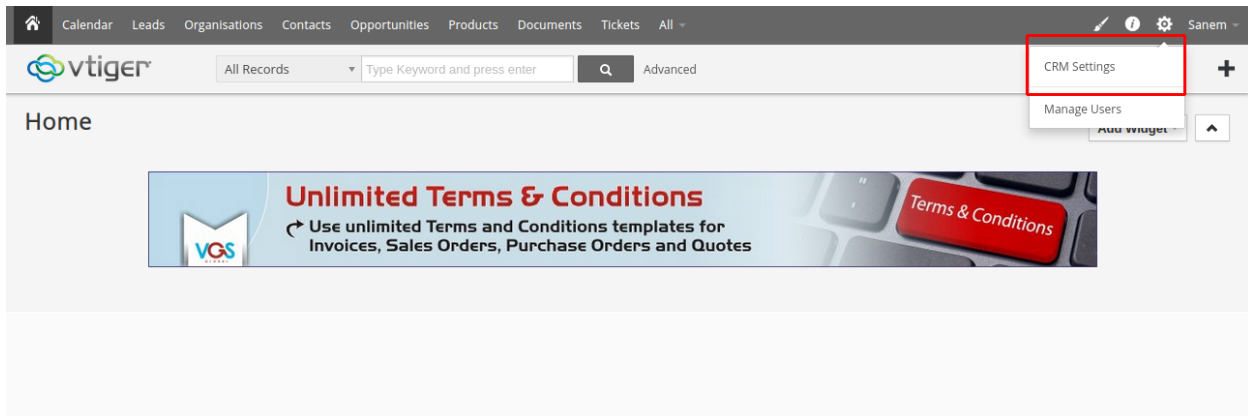 Calendar Leads Organisations Contacts Opportunities Products Documents Tickets All Sanem
vtiger All Records Type Keyword and press enter Advanced
CRM Settings
Manage Users
Home
Add Widget
Unlimited Terms & Conditions
Use unlimited Terms and Conditions templates for
Invoices, Sales Orders, Purchase Orders and Quotes
VGS
GLOBAL
Terms & Conditions